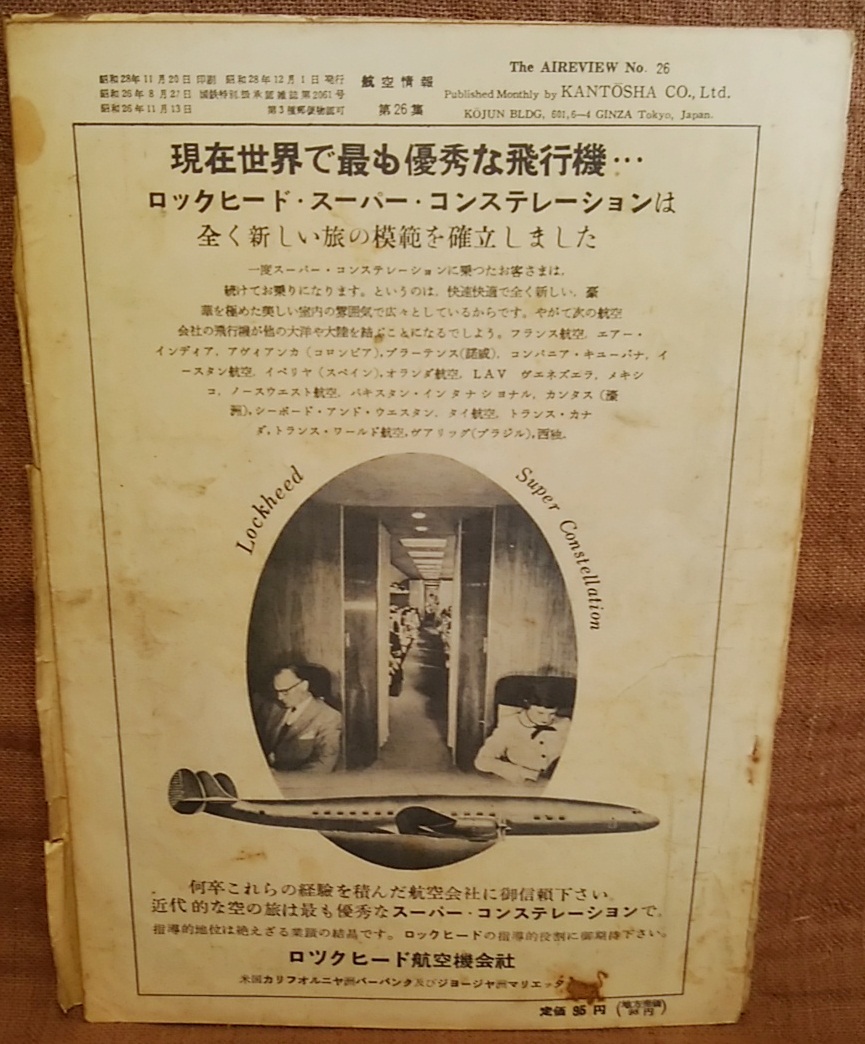 昭和28年11月20日 印刷 昭和28年12月1日 発行
昭和26年8月27日 国鉄特別扱承認雑誌第2061号
昭和26年11月13日 第3種郵便物認可
航空情報
第26集
The AIREVIEW No. 26
Published Monthly by KANTŌSHA CO., Ltd.
KŌJUN BLDG, 601, 6—4 GINZA Tokyo, Japan.
現在世界で最も優秀な飛行機…
ロックヒード・スーパー・コンステレーションは
全く新しい旅の模範を確立しました
一度スーパー・コンステレーションに乗つたお客さまは、
続けてお乗りになります。というのは、快速快適で全く新しい、豪
華を極めた美しい室内の雰囲気で広々としているからです。やがて次の航空
会社の飛行機が他の大洋や大陸を結ぶことになるでしよう。フランス航空、エアー・
インディア、アヴィアンカ（コロンビア），ブラーテンス（諾威）、コンパニア・キューバナ、イ
ースタン航空、イベリヤ（スペイン），オランダ航空、LAV ヴエネズエラ、メキシ
コ、ノースウエスト航空、パキスタン・インタナショナル、カンタス（濠
洲），シーボード・アンド・ウエスタン、タイ航空、トランス・カナ
ダ，トランス・ワールド航空，ヴアリッグ（ブラジル），西独。
Lockheed
Super Constellation
何卒これらの経験を積んだ航空会社に御信頼下さい。
近代的な空の旅は最も優秀なスーパー・コンステレーションで。
指導的地位は絶えざる業蹟の結晶です。ロックヒードの指導的役割に御期待下さい。
ロツクヒード航空機会社
米国カリフオルニヤ洲バーバンク及びジョージヤ洲マリエッタ
定価 95 円 (地方売価 98 円)